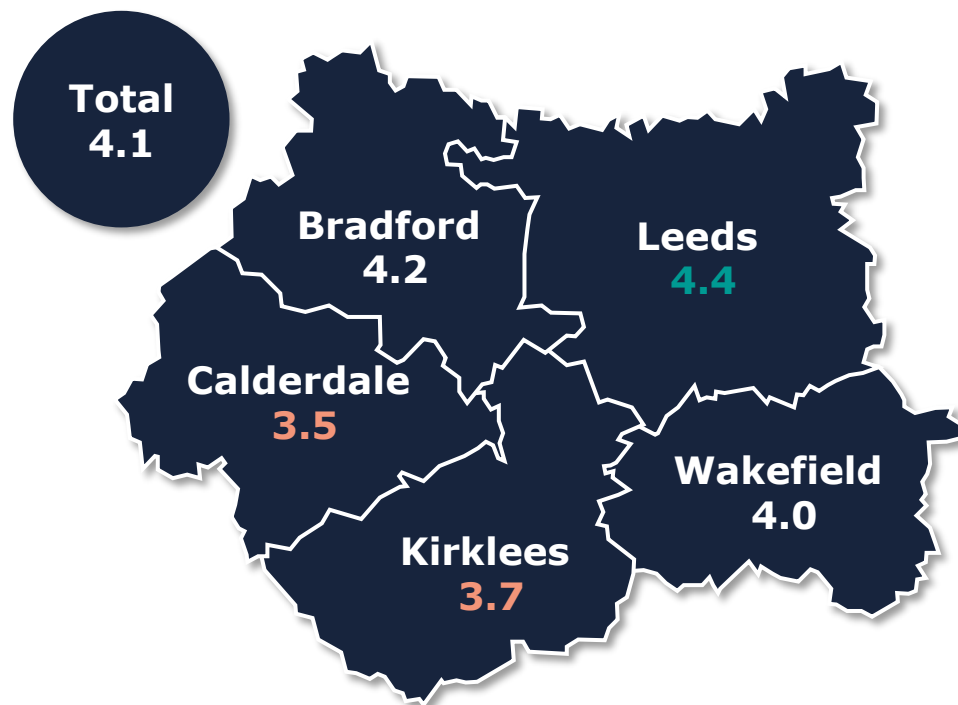 Total
4.1
Bradford
4.2
Leeds
4.4
Calderdale
3.5
Wakefield
4.0
Kirklees
3.7